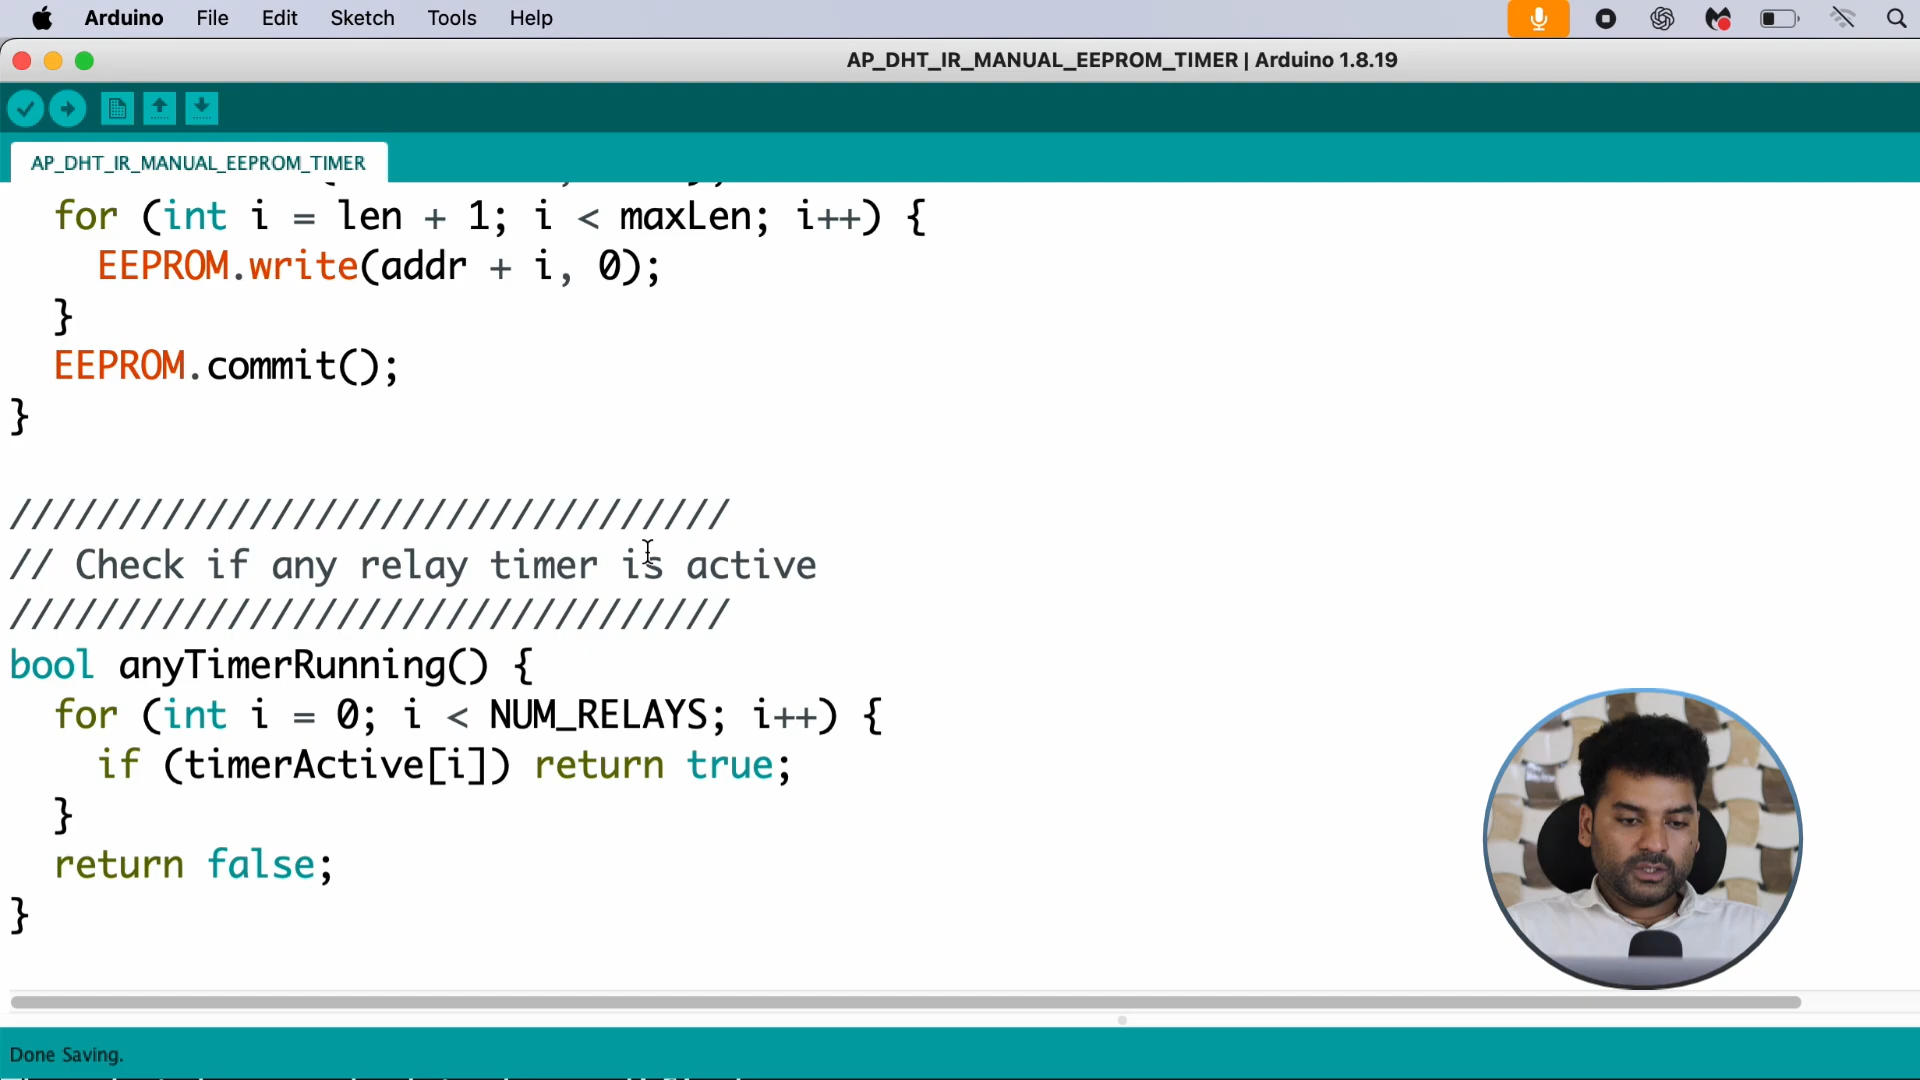 Arduino File Edit Sketch Tools Help
AP_DHT_IR_MANUAL_EEPROM_TIMER | Arduino 1.8.19
AP_DHT_IR_MANUAL_EEPROM_TIMER
for (int i = len + 1; i < maxLen; i++) {
EEPROM.write(addr + i, 0);
}
EEPROM.commit();
}
/////////////////////////////////
// Check if any relay timer is active
/////////////////////////////////
bool anyTimerRunning() {
for (int i = 0; i < NUM_RELAYS; i++) {
if (timerActive[i]) return true;
}
return false;
}
Done Saving.